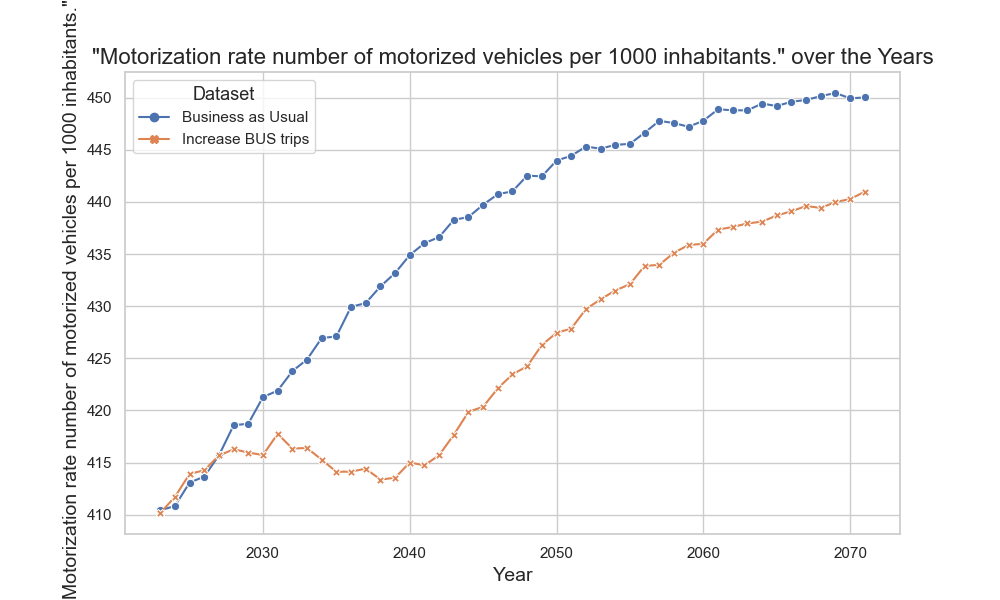 "Motorization rate number of motorized vehicles per 1000 inhabitants." over the Years
Motorization rate number of motorized vehicles per 1000 inhabitants."
Dataset
Business as Usual
Increase BUS trips
450
445
440
435
430
425
420
415
410
2030
2040
2050
2060
2070
Year